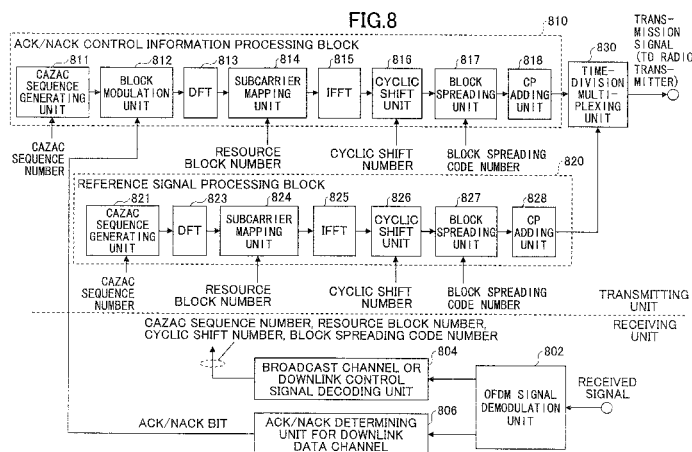 FIG.8
810
ACK/NACK CONTROL INFORMATION PROCESSING BLOCK
811
CAZAC
SEQUENCE
GENERATING
UNIT
812
BLOCK
MODULATION
UNIT
813
DFT
814
SUBCARRIER
MAPPING
UNIT
815
IFFT
816
CYCLIC
SHIFT
UNIT
817
BLOCK
SPREADING
UNIT
818
CP
ADDING
UNIT
830
TIME-
DIVISION
MULTI-
PLEXING
UNIT
TRANS-
MISSION
SIGNAL
(TO RADIO
TRANS-
MITTER)
CAZAC
SEQUENCE
NUMBER
RESOURCE
BLOCK NUMBER
CYCLIC SHIFT
NUMBER
BLOCK SPREADING
CODE NUMBER
820
REFERENCE SIGNAL PROCESSING BLOCK
821
CAZAC
SEQUENCE
GENERATING
UNIT
823
DFT
824
SUBCARRIER
MAPPING
UNIT
825
IFFT
826
CYCLIC
SHIFT
UNIT
827
BLOCK
SPREADING
UNIT
828
CP
ADDING
UNIT
CAZAC
SEQUENCE
NUMBER
RESOURCE
BLOCK NUMBER
CYCLIC SHIFT
NUMBER
BLOCK SPREADING
CODE NUMBER
TRANSMITTING
UNIT
RECEIVING
UNIT
CAZAC SEQUENCE NUMBER, RESOURCE BLOCK NUMBER,
CYCLIC SHIFT NUMBER, BLOCK SPREADING CODE NUMBER
804
BROADCAST CHANNEL OR
DOWNLINK CONTROL
SIGNAL DECODING UNIT
802
OFDM SIGNAL
DEMODULATION
UNIT
RECEIVED
SIGNAL
806
ACK/NACK BIT
ACK/NACK DETERMINING
UNIT FOR DOWNLINK
DATA CHANNEL